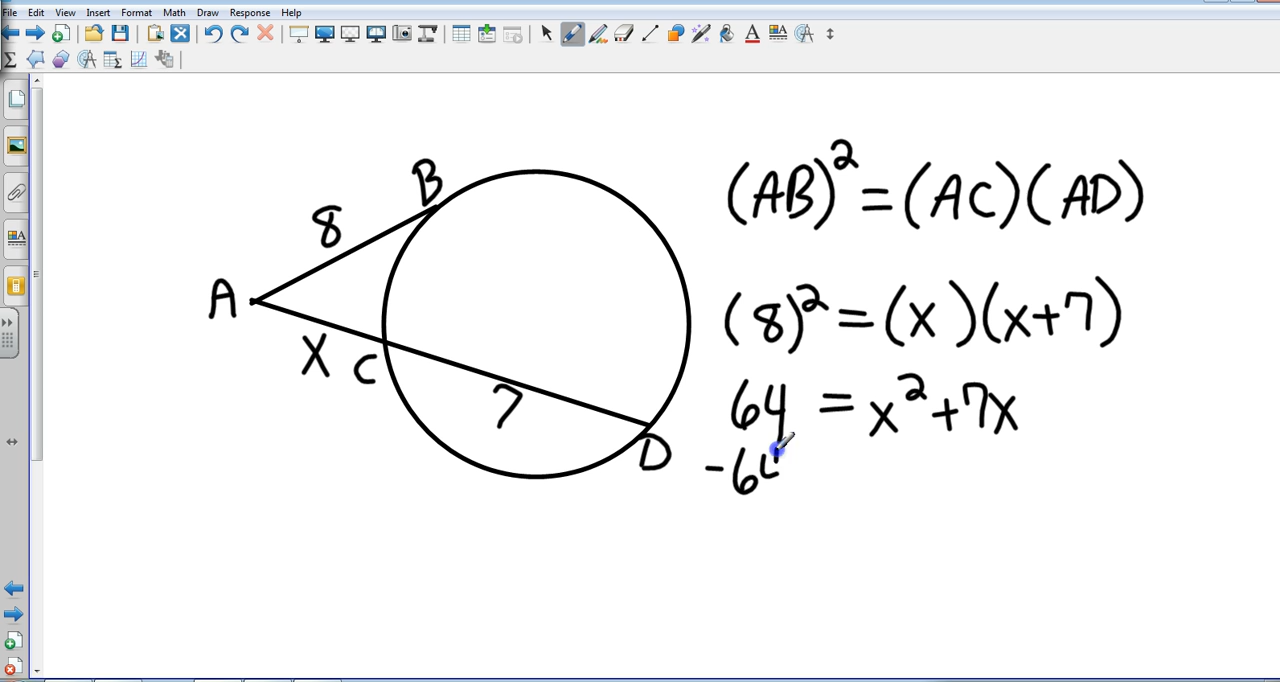 File Edit View Insert Format Math Draw Response Help
B
8
A
X C
7
D
(AB)² = (AC)(AD)
(8)² = (x)(x+7)
64 = x²+7x
-64